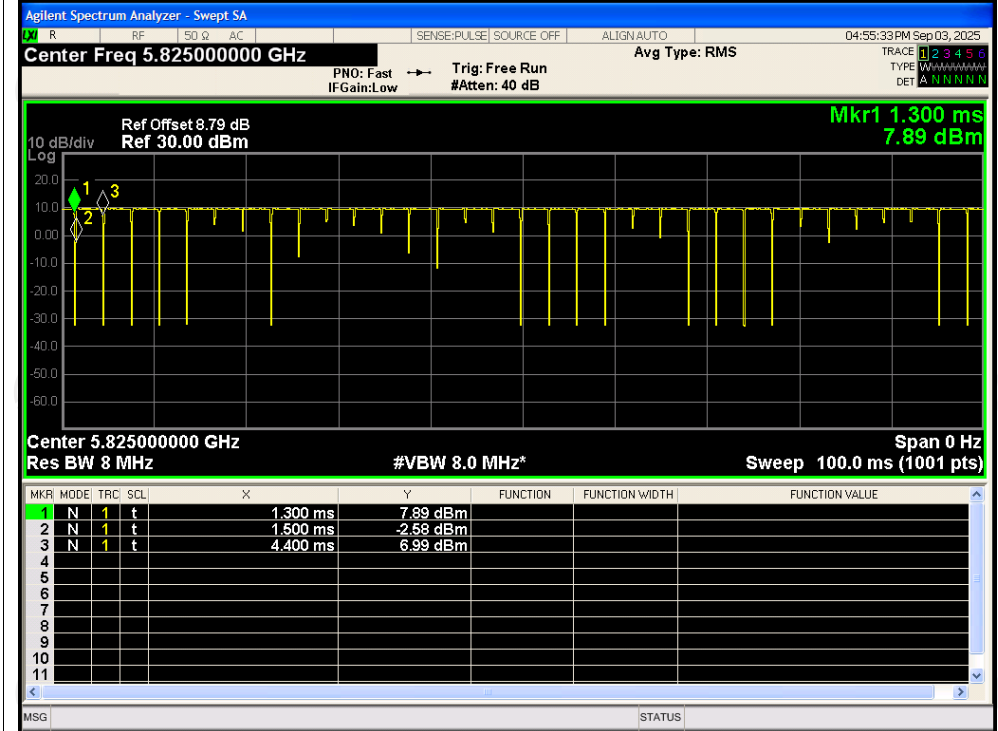 Agilent Spectrum Analyzer - Swept SA
LXI R RF 50 Ω AC SENSE:PULSE SOURCE OFF ALIGN AUTO 04:55:33 PM Sep 03, 2025
Center Freq 5.825000000 GHz Avg Type: RMS TRACE 1 2 3 4 5 6
PNO: Fast Trig: Free Run TYPE WWWWWW
IFGain:Low #Atten: 40 dB DET A N N N N N
Mkr1 1.300 ms
Ref Offset 8.79 dB 7.89 dBm
10 dB/div Ref 30.00 dBm
Log
20.0
1 3
10.0
2
0.00
-10.0
-20.0
-30.0
-40.0
-50.0
-60.0
Center 5.825000000 GHz Span 0 Hz
Res BW 8 MHz #VBW 8.0 MHz* Sweep 100.0 ms (1001 pts)
MKR MODE TRC SCL X Y FUNCTION FUNCTION WIDTH FUNCTION VALUE
1 N 1 t 1.300 ms 7.89 dBm
2 N 1 t 1.500 ms -2.58 dBm
3 N 1 t 4.400 ms 6.99 dBm
4
5
6
7
8
9
10
11
MSG STATUS